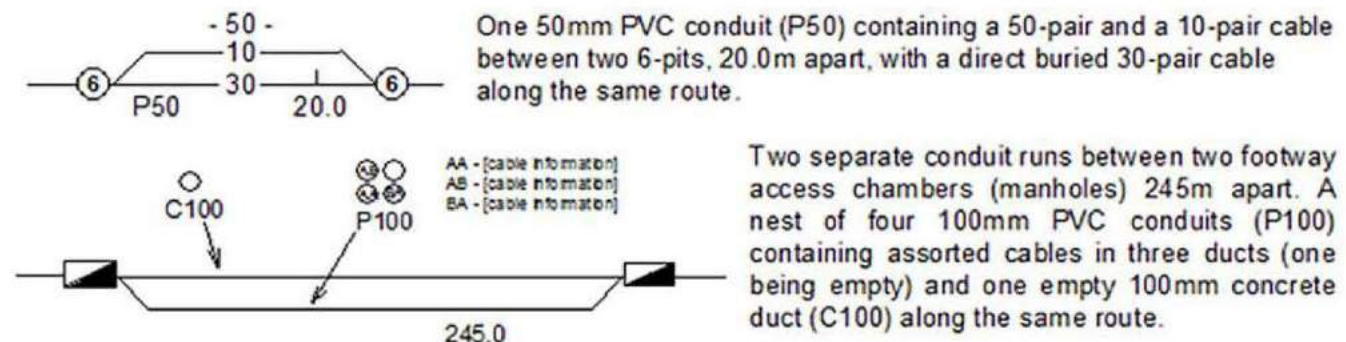 - 50 -
10
6 30 6
P50 20.0
One 50mm PVC conduit (P50) containing a 50-pair and a 10-pair cable
between two 6-pits, 20.0m apart, with a direct buried 30-pair cable
along the same route.
C100
AA AB BA
P100
AA - [cable information]
AB - [cable information]
BA - [cable information]
245.0
Two separate conduit runs between two footway
access chambers (manholes) 245m apart. A
nest of four 100mm PVC conduits (P100)
containing assorted cables in three ducts (one
being empty) and one empty 100mm concrete
duct (C100) along the same route.